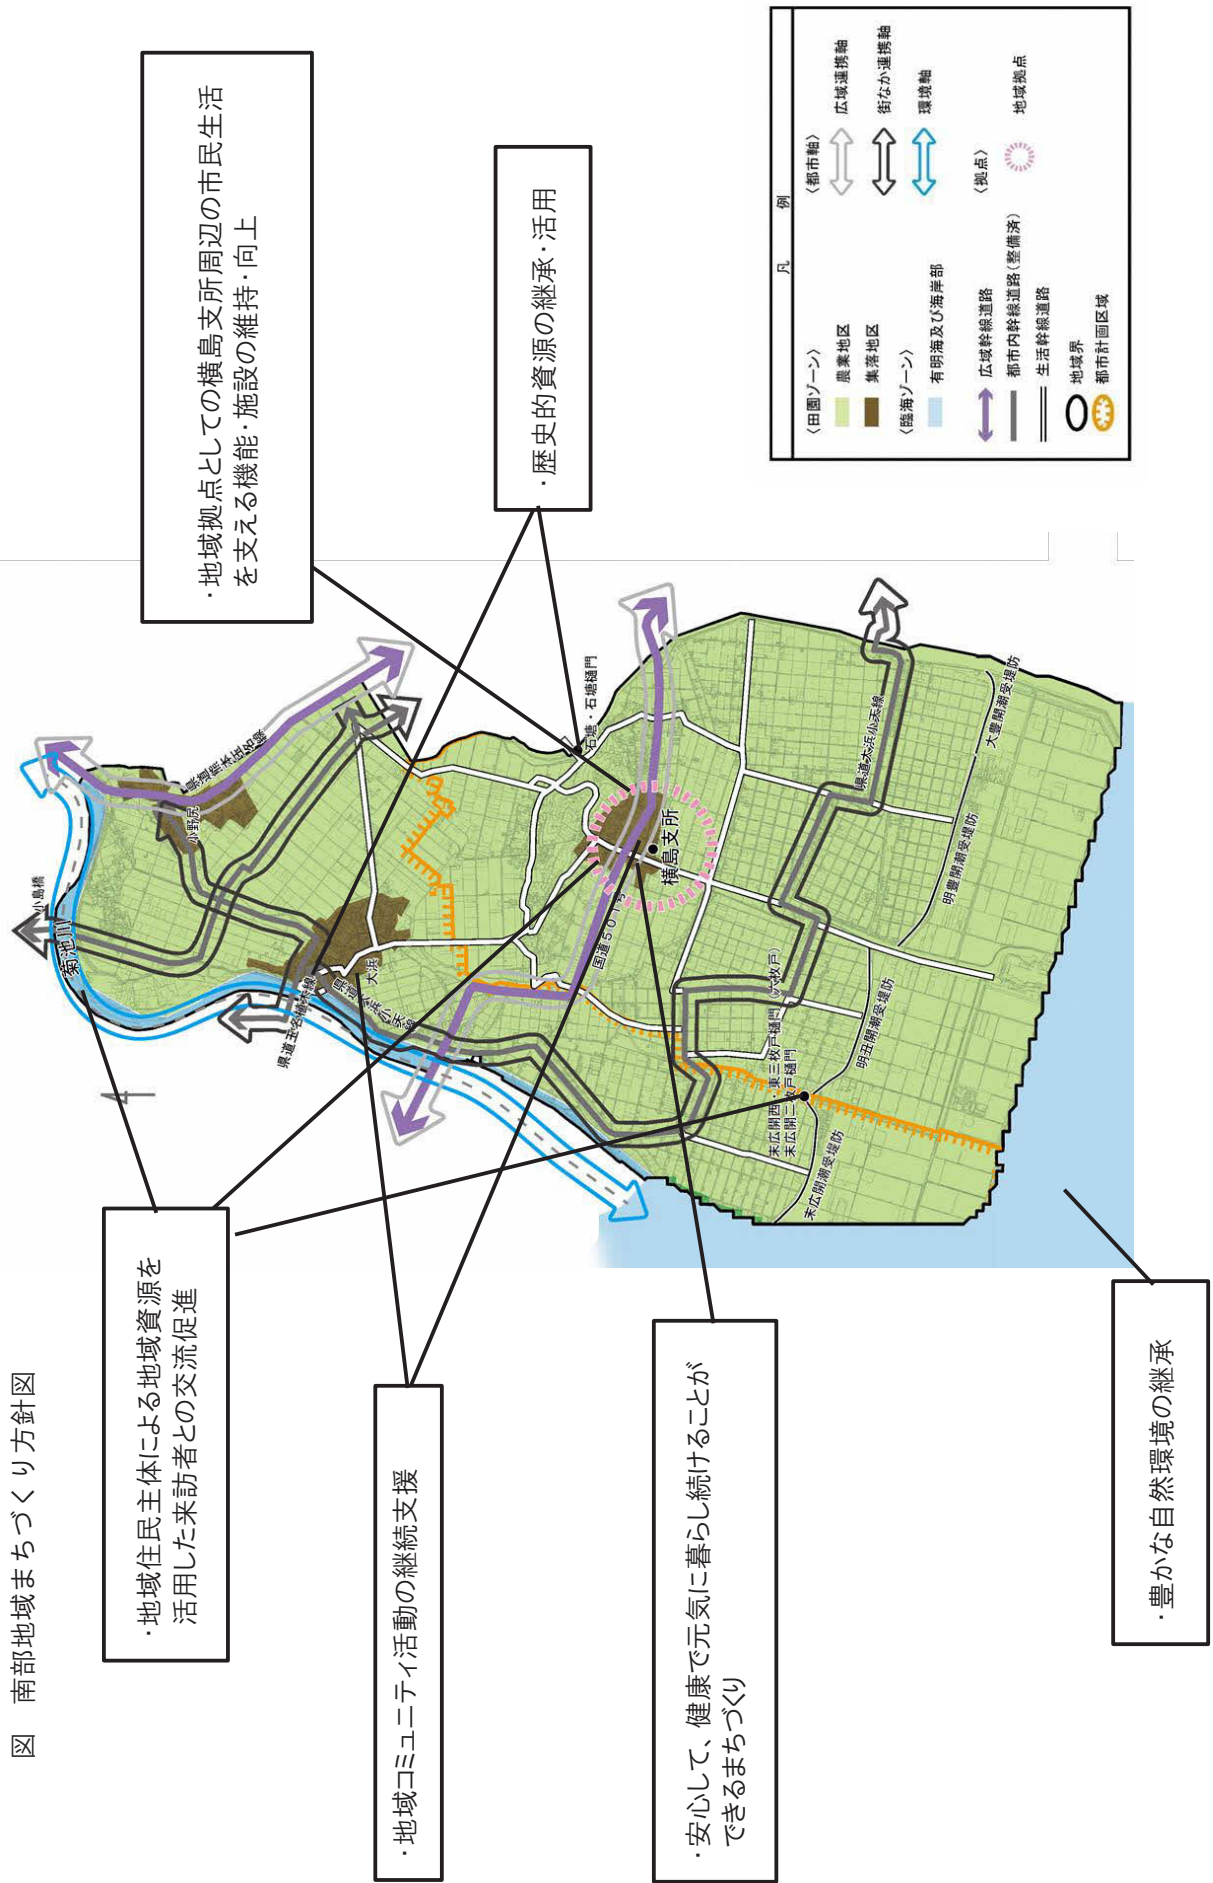 図　南部地域まちづくり方針図
・地域住民主体による地域資源を
活用した来訪者との交流促進
・地域コミュニティ活動の継続支援
・安心して、健康で元気に暮らし続けることが
できるまちづくり
・豊かな自然環境の継承
・地域拠点としての横島支所周辺の市民生活
を支える機能・施設の維持・向上
・歴史的資源の継承・活用
小島橋
菊池川
小野尻
県道熊本玉名線
県道玉名植木線
県道大浜小天線
大浜
国道501号
石塘・石塘樋門
横島支所
県道大浜小天線
末広開西・東三枚戸樋門
末広開二枚戸樋門
末広開潮受堤防
明丑開潮受堤防
明豊開潮受堤防
大豊開潮受堤防
凡　例
〈田園ゾーン〉
農業地区
集落地区
〈臨海ゾーン〉
有明海及び海岸部
広域幹線道路
都市内幹線道路(整備済)
生活幹線道路
地域界
都市計画区域
〈都市軸〉
広域連携軸
街なか連携軸
環境軸
〈拠点〉
地域拠点